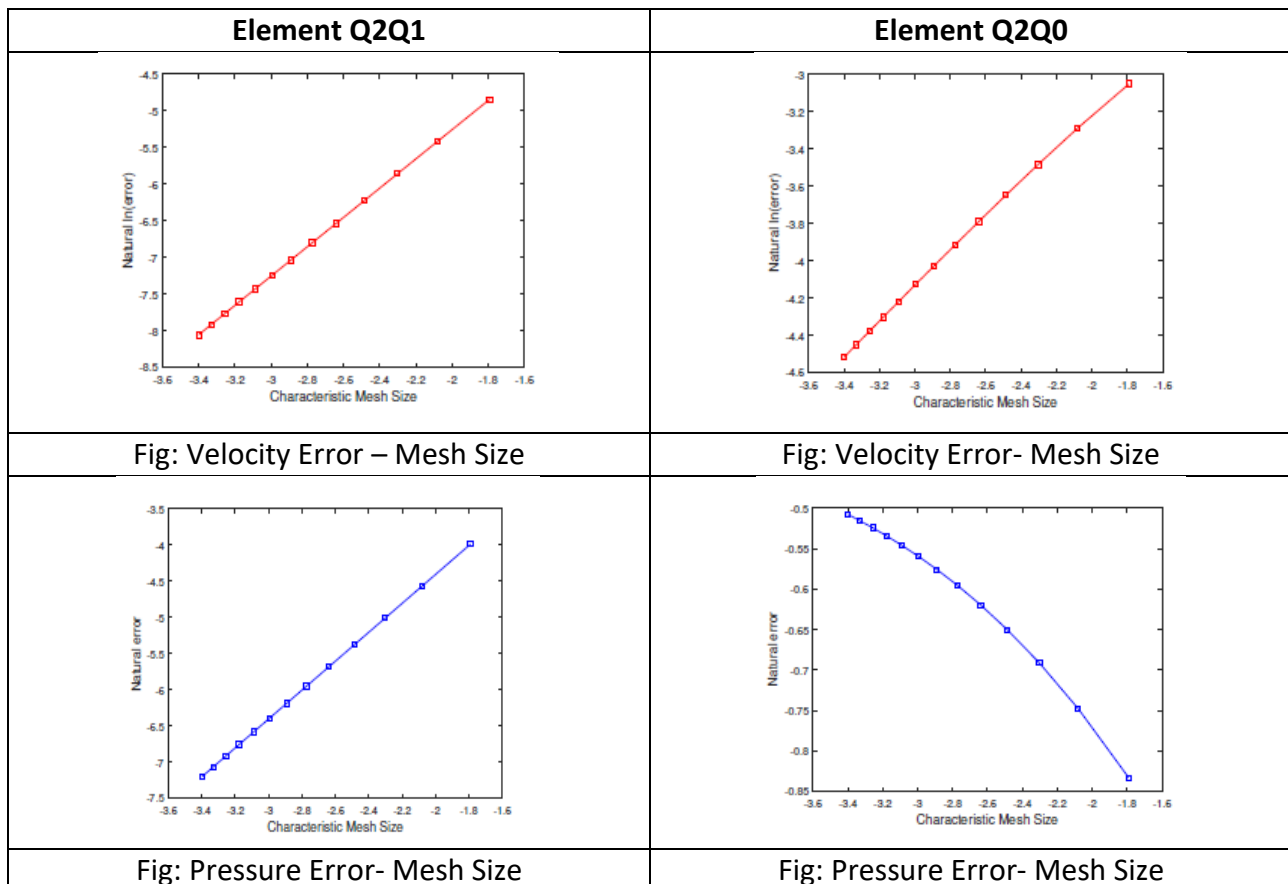 Element Q2Q1
Element Q2Q0
-4.5
-5
-5.5
-6
-6.5
-7
-7.5
-8
-8.5
Natural ln(error)
-3.6 -3.4 -3.2 -3 -2.8 -2.6 -2.4 -2.2 -2 -1.8 -1.6
Characteristic Mesh Size
-3
-3.2
-3.4
-3.6
-3.8
-4
-4.2
-4.4
-4.6
Natural ln(error)
-3.6 -3.4 -3.2 -3 -2.8 -2.6 -2.4 -2.2 -2 -1.8 -1.6
Characteristic Mesh Size
Fig: Velocity Error – Mesh Size
Fig: Velocity Error- Mesh Size
-3.5
-4
-4.5
-5
-5.5
-6
-6.5
-7
-7.5
Natural error
-3.6 -3.4 -3.2 -3 -2.8 -2.6 -2.4 -2.2 -2 -1.8 -1.6
Characteristic Mesh Size
-0.5
-0.55
-0.6
-0.65
-0.7
-0.75
-0.8
-0.85
Natural error
-3.6 -3.4 -3.2 -3 -2.8 -2.6 -2.4 -2.2 -2 -1.8 -1.6
Characteristic Mesh Size
Fig: Pressure Error- Mesh Size
Fig: Pressure Error- Mesh Size